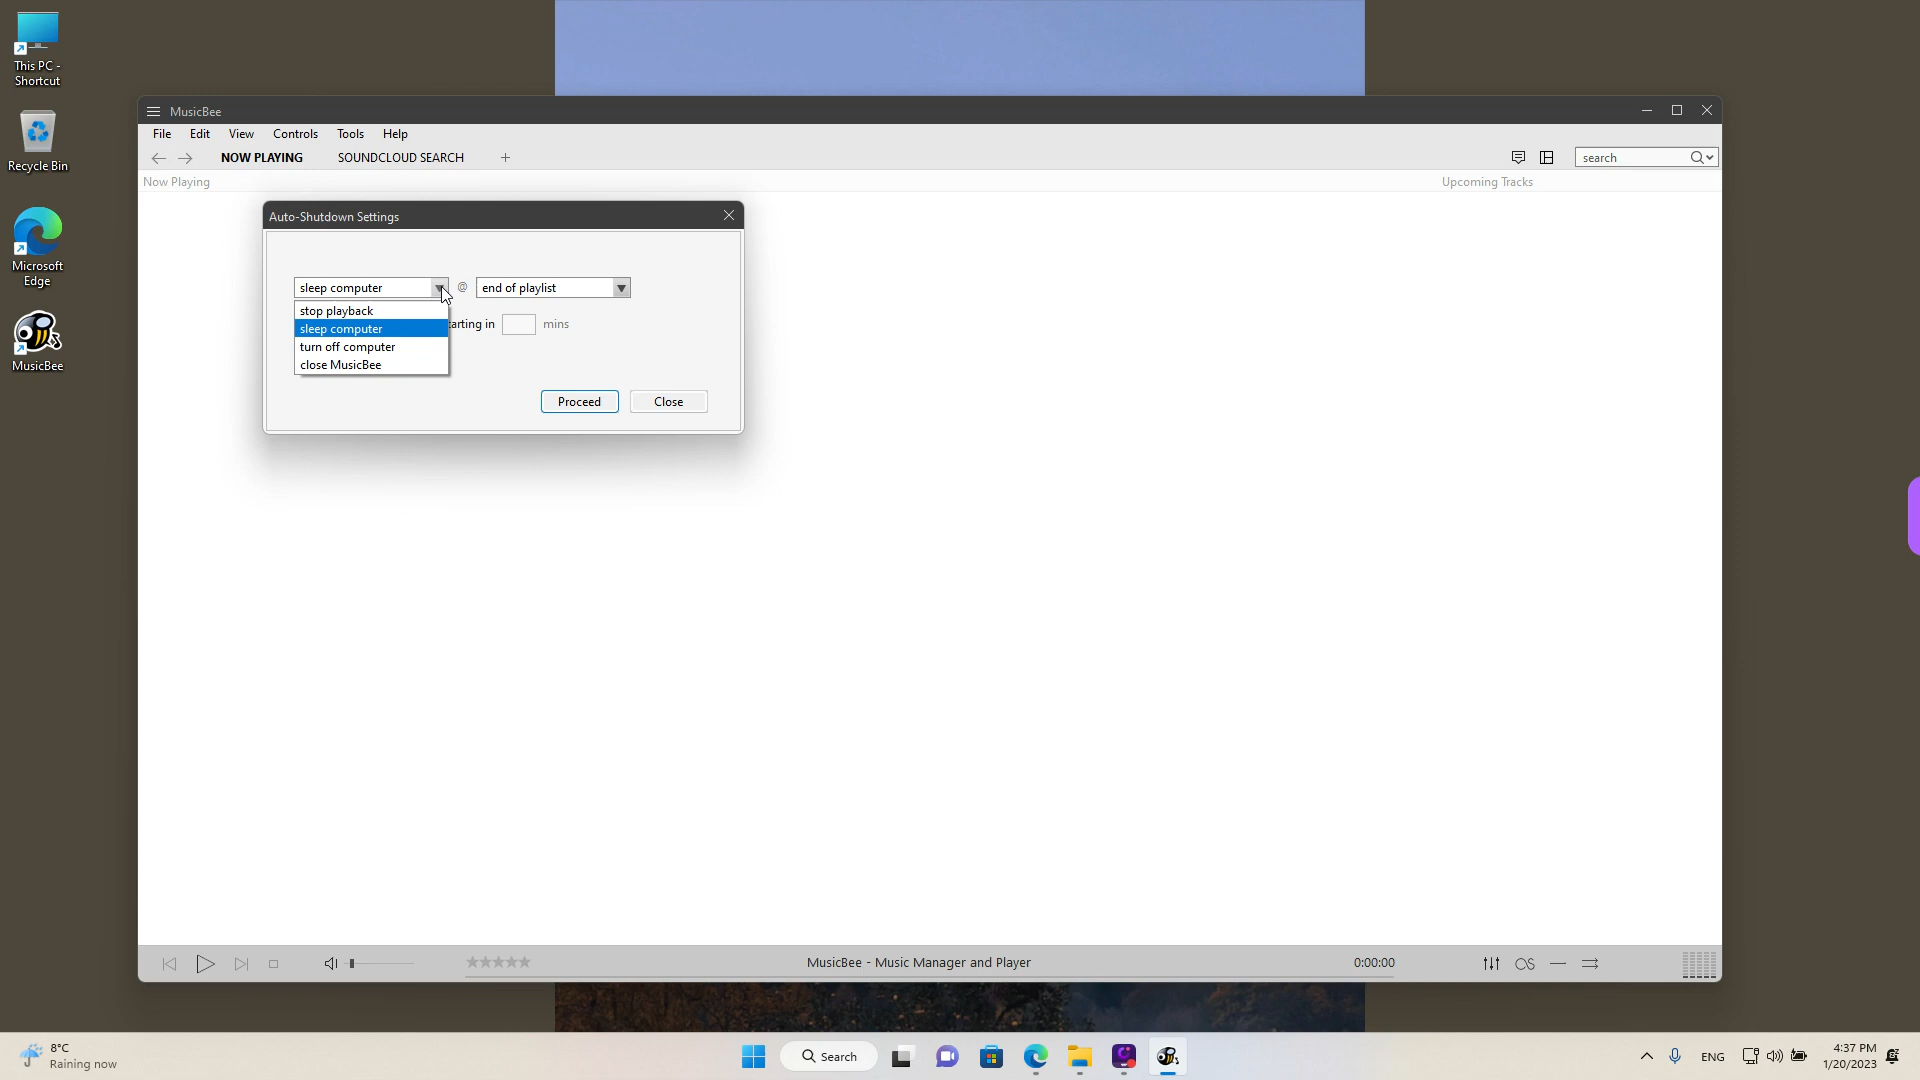 This PC -
Shortcut
Recycle Bin
Microsoft
Edge
MusicBee
MusicBee
File Edit View Controls Tools Help
NOW PLAYING SOUNDCLOUD SEARCH +
search
Now Playing
Upcoming Tracks
Auto-Shutdown Settings
sleep computer @ end of playlist
stop playback
sleep computer
turn off computer
close MusicBee
tarting in mins
Proceed Close
MusicBee - Music Manager and Player
0:00:00
8°C
Raining now
Search
ENG
4:37 PM
1/20/2023